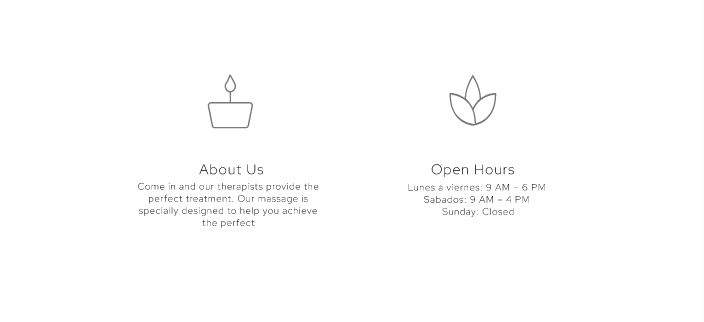 About Us
Come in and our therapists provide the
perfect treatment. Our massage is
specially designed to help you achieve
the perfect
Open Hours
Lunes a viernes: 9 AM – 6 PM
Sabados: 9 AM – 4 PM
Sunday: Closed